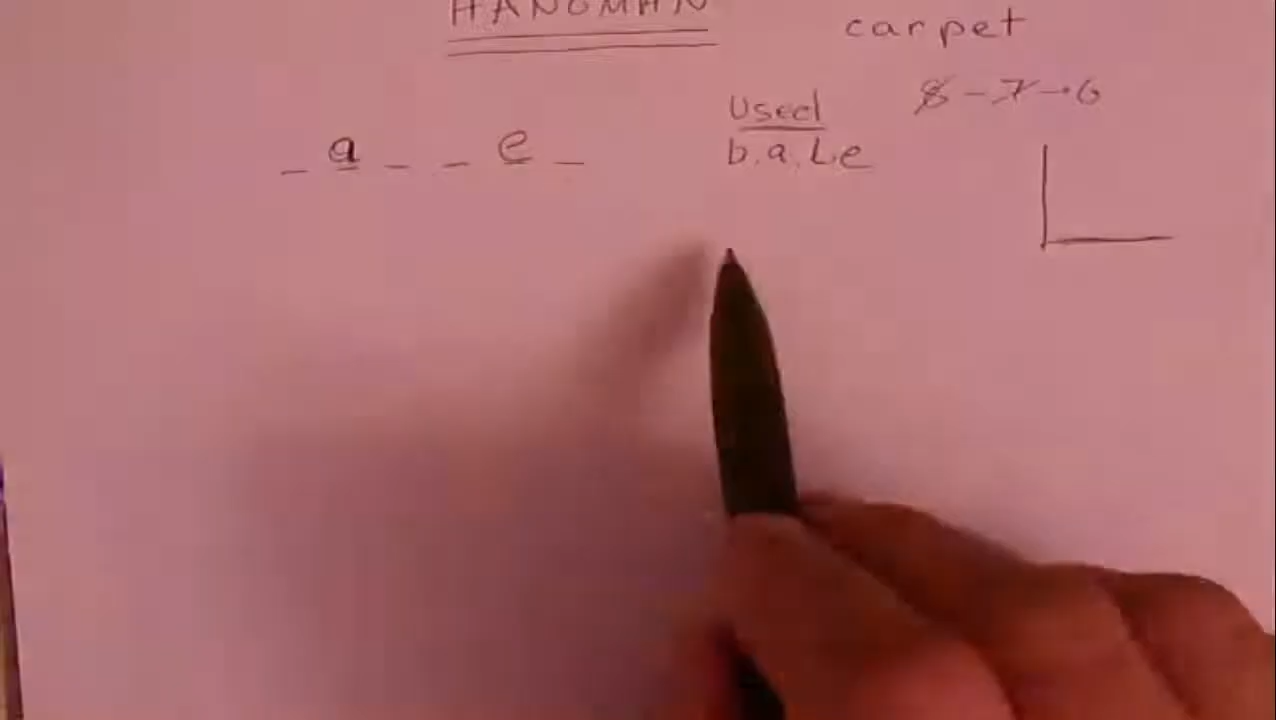 HANGMAN
carpet
8 - 7 - 6
Used
_ a _ _ e _
b.a.L.e